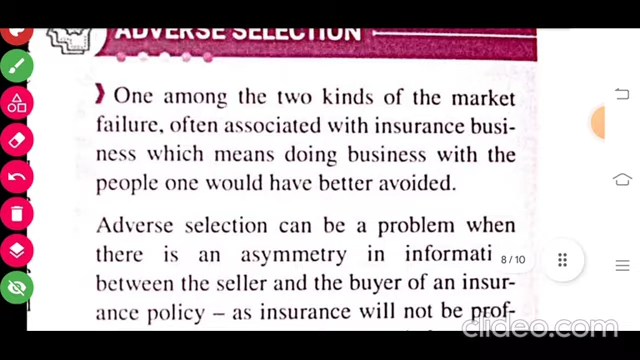 ADVERSE SELECTION
❱ One among the two kinds of the market
failure, often associated with insurance busi-
ness which means doing business with the
people one would have better avoided.
Adverse selection can be a problem when
there is an asymmetry in informati
8/10
between the seller and the buyer of an insur-
ance policy – as insurance will not be prof-
clideo.com